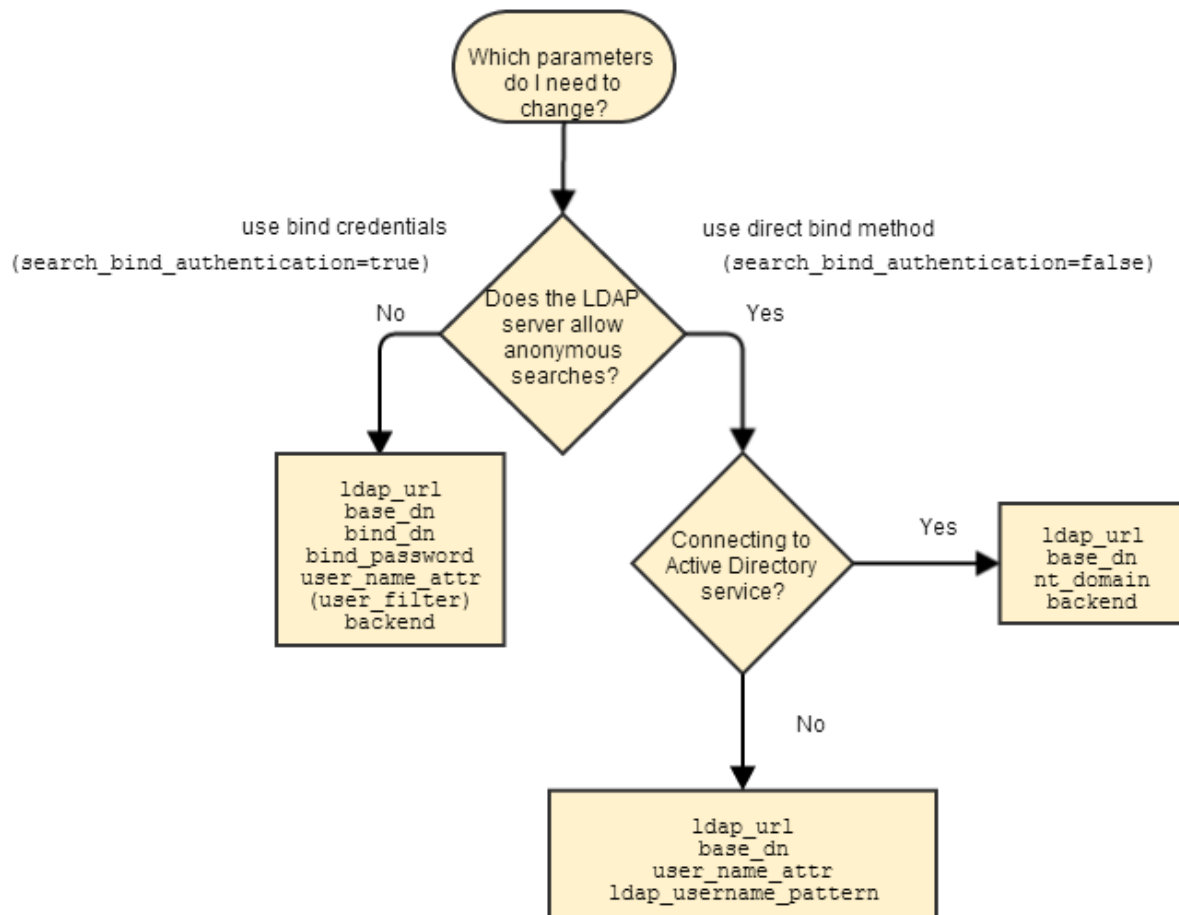 Which parameters
do I need to
change?
use bind credentials
(search_bind_authentication=true)
use direct bind method
(search_bind_authentication=false)
No
Does the LDAP
server allow
anonymous
searches?
Yes
ldap_url
base_dn
bind_dn
bind_password
user_name_attr
(user_filter)
backend
Connecting to
Active Directory
service?
Yes
ldap_url
base_dn
nt_domain
backend
No
ldap_url
base_dn
user_name_attr
ldap_username_pattern